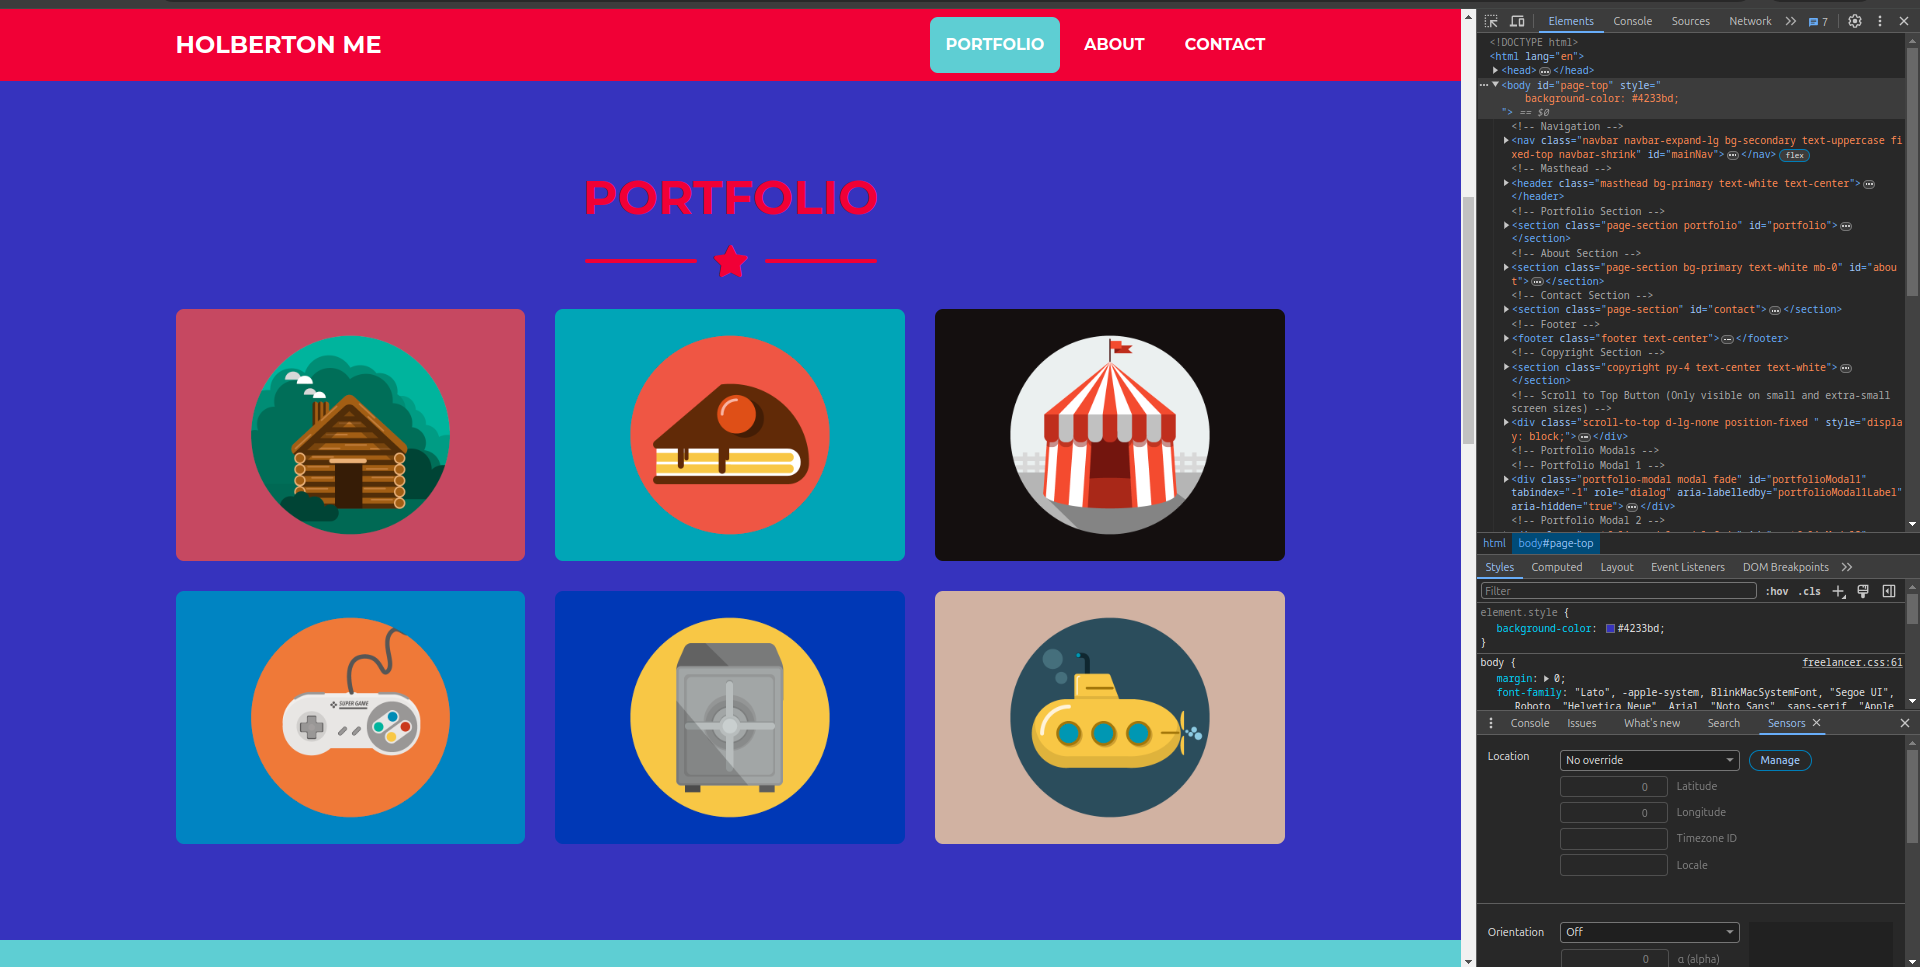 HOLBERTON ME
PORTFOLIO
ABOUT
CONTACT
PORTFOLIO
SUPER GAME
Elements
Console
Sources
Network
7
<!DOCTYPE html>
<html lang="en">
<head>
</head>
<body id="page-top" style="
background-color: #4233bd;
"> == $0
<!-- Navigation -->
<nav class="navbar navbar-expand-lg bg-secondary text-uppercase fi
xed-top navbar-shrink" id="mainNav">
</nav>
flex
<!-- Masthead -->
<header class="masthead bg-primary text-white text-center">
</header>
<!-- Portfolio Section -->
<section class="page-section portfolio" id="portfolio">
</section>
<!-- About Section -->
<section class="page-section bg-primary text-white mb-0" id="abou
t">
</section>
<!-- Contact Section -->
<section class="page-section" id="contact">
</section>
<!-- Footer -->
<footer class="footer text-center">
</footer>
<!-- Copyright Section -->
<section class="copyright py-4 text-center text-white">
</section>
<!-- Scroll to Top Button (Only visible on small and extra-small
screen sizes) -->
<div class="scroll-to-top d-lg-none position-fixed " style="displa
y: block;">
</div>
<!-- Portfolio Modals -->
<!-- Portfolio Modal 1 -->
<div class="portfolio-modal modal fade" id="portfolioModal1"
tabindex="-1" role="dialog" aria-labelledby="portfolioModal1Label"
aria-hidden="true">
</div>
<!-- Portfolio Modal 2 -->
html
body#page-top
Styles
Computed
Layout
Event Listeners
DOM Breakpoints
Filter
:hov
.cls
element.style {
background-color: #4233bd;
}
body {
freelancer.css:61
margin: 0;
font-family: "Lato", -apple-system, BlinkMacSystemFont, "Segoe UI",
Roboto, "Helvetica Neue", Arial, "Noto Sans", sans-serif, "Apple
Console
Issues
What's new
Search
Sensors
Location
No override
Manage
0
Latitude
0
Longitude
Timezone ID
Locale
Orientation
Off
0
α (alpha)